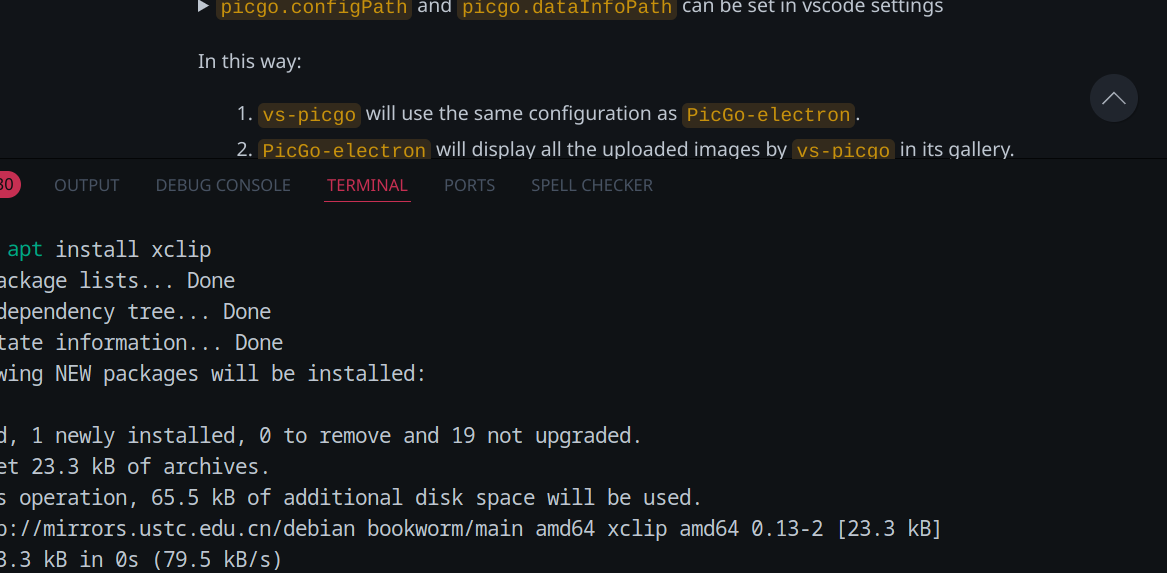 picgo.configPath and picgo.dataInfoPath can be set in vscode settings
In this way:
1. vs-picgo will use the same configuration as PicGo-electron.
2. PicGo-electron will display all the uploaded images by vs-picgo in its gallery.
30 OUTPUT DEBUG CONSOLE TERMINAL PORTS SPELL CHECKER
apt install xclip
ackage lists... Done
dependency tree... Done
tate information... Done
wing NEW packages will be installed:
d, 1 newly installed, 0 to remove and 19 not upgraded.
et 23.3 kB of archives.
s operation, 65.5 kB of additional disk space will be used.
p://mirrors.ustc.edu.cn/debian bookworm/main amd64 xclip amd64 0.13-2 [23.3 kB]
3.3 kB in 0s (79.5 kB/s)